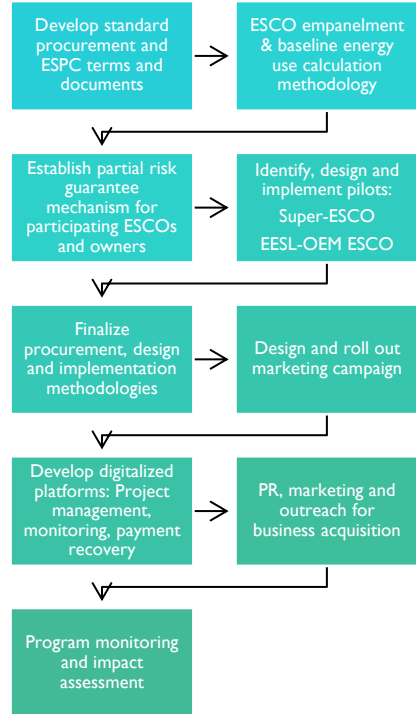 Develop standard
procurement and
ESPC terms and
documents
ESCO empanelment
& baseline energy
use calculation
methodology
Establish partial risk
guarantee
mechanism for
participating ESCOs
and owners
Identify, design and
implement pilots:
Super-ESCO
EESL-OEM ESCO
Finalize
procurement, design
and implementation
methodologies
Design and roll out
marketing campaign
Develop digitalized
platforms: Project
management,
monitoring, payment
recovery
PR, marketing and
outreach for
business acquisition
Program monitoring
and impact
assessment